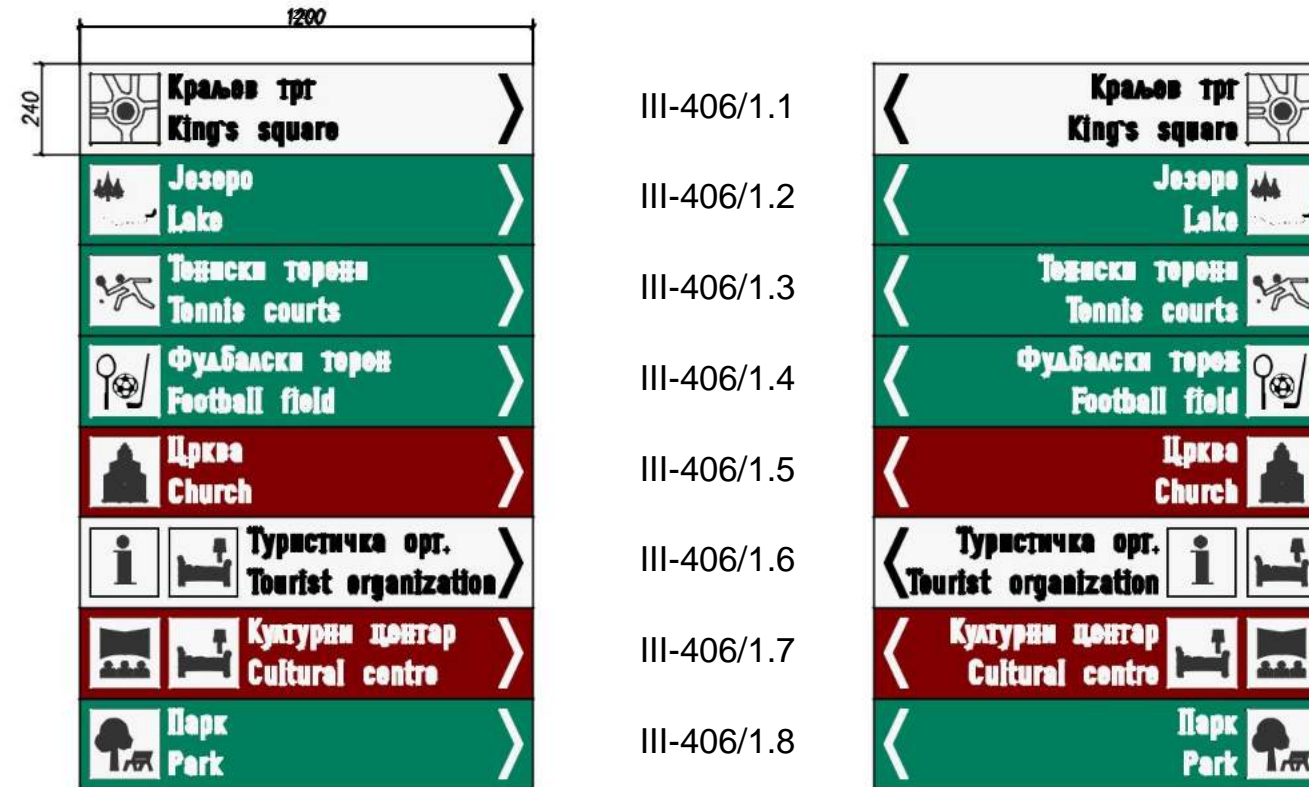 1200
240
Краљев трг
King's square
Језеро
Lake
Тениски терени
Tennis courts
Фудбалски терен
Football field
Црква
Church
i
Туристичка орг.
Tourist organization
Културни центар
Cultural centre
Парк
Park
III-406/1.1
III-406/1.2
III-406/1.3
III-406/1.4
III-406/1.5
III-406/1.6
III-406/1.7
III-406/1.8
Краљев трг
King's square
Језеро
Lake
Тениски терени
Tennis courts
Фудбалски терен
Football field
Црква
Church
Туристичка орг.
Tourist organization
i
Културни центар
Cultural centre
Парк
Park